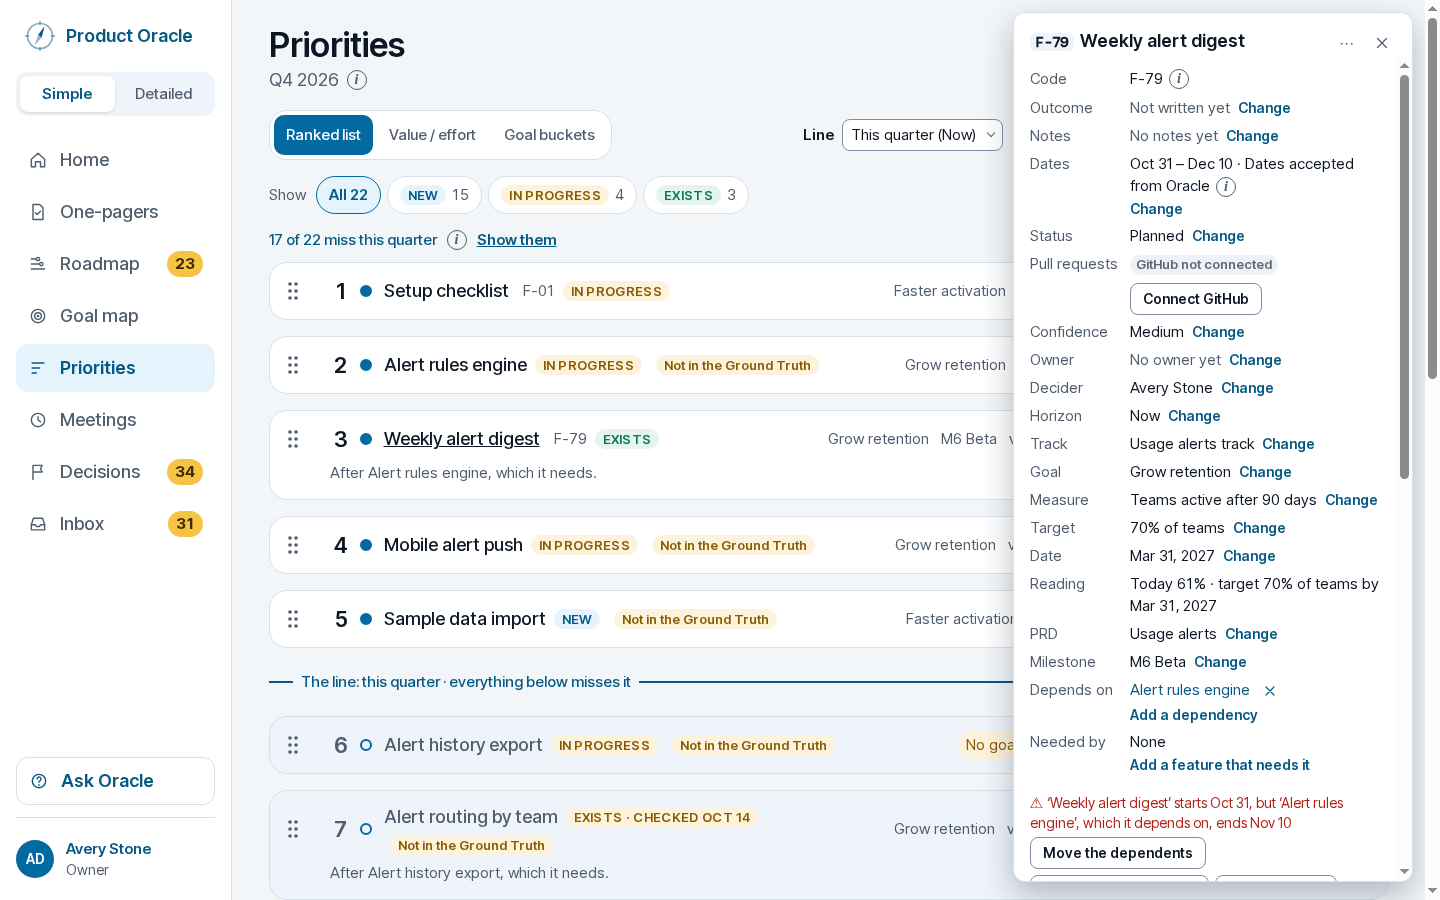 Product Oracle
Simple
Detailed
Home
One-pagers
Roadmap 23
Goal map
Priorities
Meetings
Decisions 34
Inbox 31
Ask Oracle
AD
Avery Stone
Owner
Priorities
Q4 2026 i
Ranked list
Value / effort
Goal buckets
Line
This quarter (Now)
Show
All 22
NEW 15
IN PROGRESS 4
EXISTS 3
17 of 22 miss this quarter i Show them
1 Setup checklist F-01 IN PROGRESS Faster activation
2 Alert rules engine IN PROGRESS Not in the Ground Truth Grow retention
3 Weekly alert digest F-79 EXISTS Grow retention M6 Beta
After Alert rules engine, which it needs.
4 Mobile alert push IN PROGRESS Not in the Ground Truth Grow retention
5 Sample data import NEW Not in the Ground Truth Faster activation
The line: this quarter · everything below misses it
6 Alert history export IN PROGRESS Not in the Ground Truth No goa
7 Alert routing by team EXISTS · CHECKED OCT 14 Grow retention
Not in the Ground Truth
After Alert history export, which it needs.
F-79 Weekly alert digest
Code F-79 i
Outcome Not written yet Change
Notes No notes yet Change
Dates Oct 31 – Dec 10 · Dates accepted
from Oracle i
Change
Status Planned Change
Pull requests GitHub not connected
Connect GitHub
Confidence Medium Change
Owner No owner yet Change
Decider Avery Stone Change
Horizon Now Change
Track Usage alerts track Change
Goal Grow retention Change
Measure Teams active after 90 days Change
Target 70% of teams Change
Date Mar 31, 2027 Change
Reading Today 61% · target 70% of teams by
Mar 31, 2027
PRD Usage alerts Change
Milestone M6 Beta Change
Depends on Alert rules engine
Add a dependency
Needed by None
Add a feature that needs it
⚠ ‘Weekly alert digest’ starts Oct 31, but ‘Alert rules
engine’, which it depends on, ends Nov 10
Move the dependents